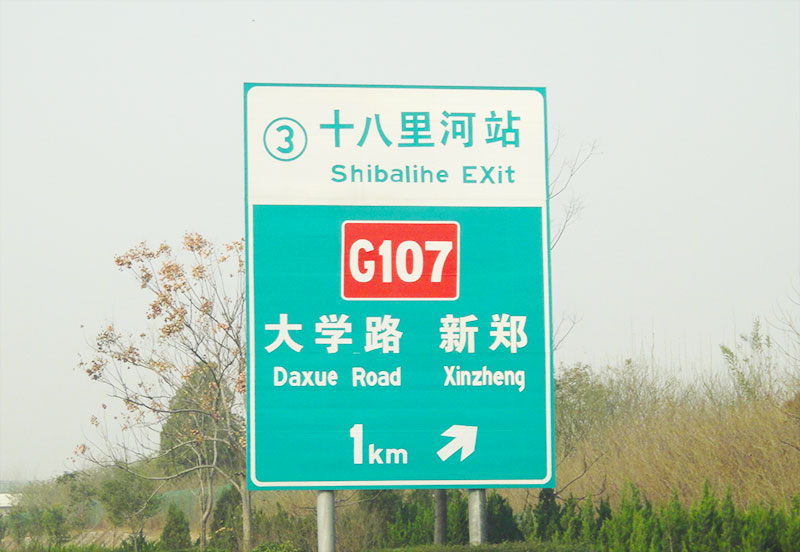 ③ 十八里河站
Shibalihe EXit
G107
大学路 新郑
Daxue Road Xinzheng
1km